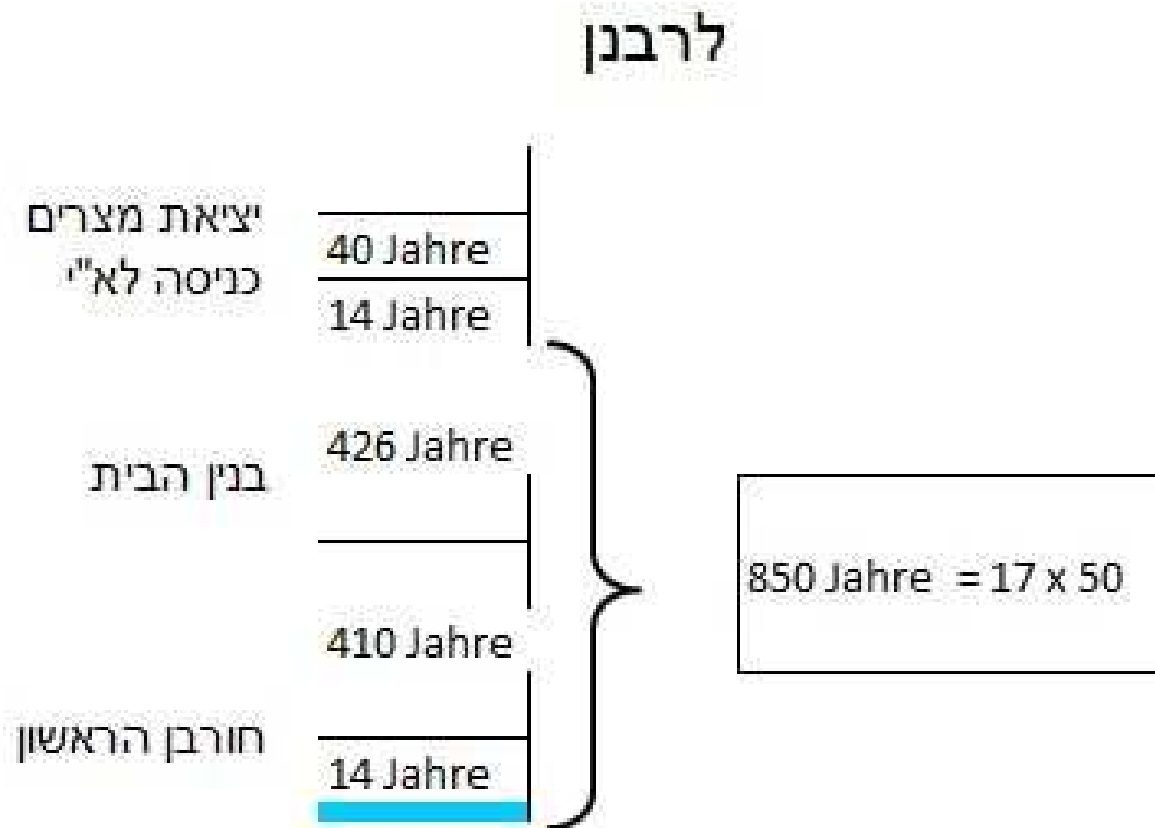 לרבנן
יציאת מצרים
40 Jahre
כניסה לא"י
14 Jahre
426 Jahre
בנין הבית
850 Jahre = 17 x 50
410 Jahre
חורבן הראשון
14 Jahre